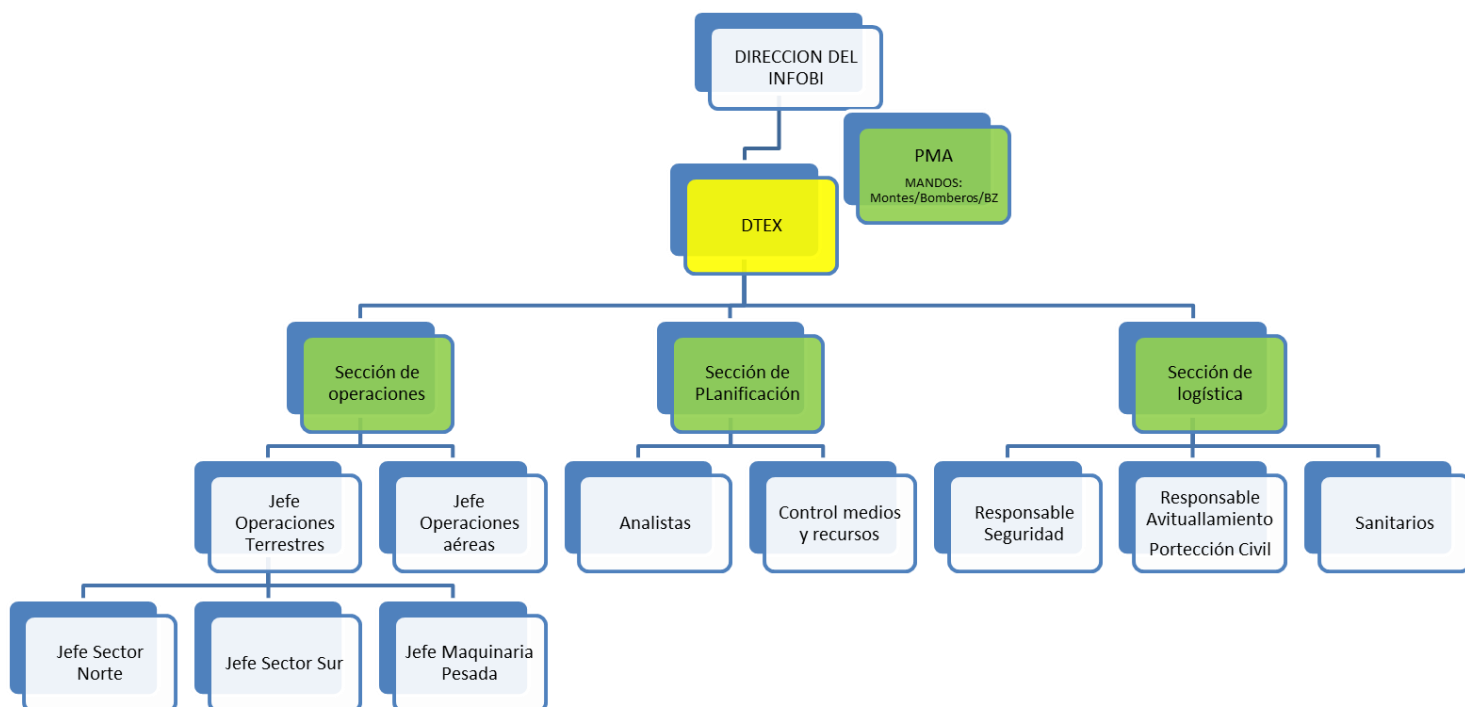 DIRECCION DEL
INFOBI
PMA
MANDOS:
Montes/Bomberos/BZ
DTEX
Sección de
operaciones
Sección de
PLanificación
Sección de
logística
Jefe
Operaciones
Terrestres
Jefe
Operaciones
aéreas
Analistas
Control medios
y recursos
Responsable
Seguridad
Responsable
Avituallamiento
Portección Civil
Sanitarios
Jefe Sector
Norte
Jefe Sector Sur
Jefe Maquinaria
Pesada